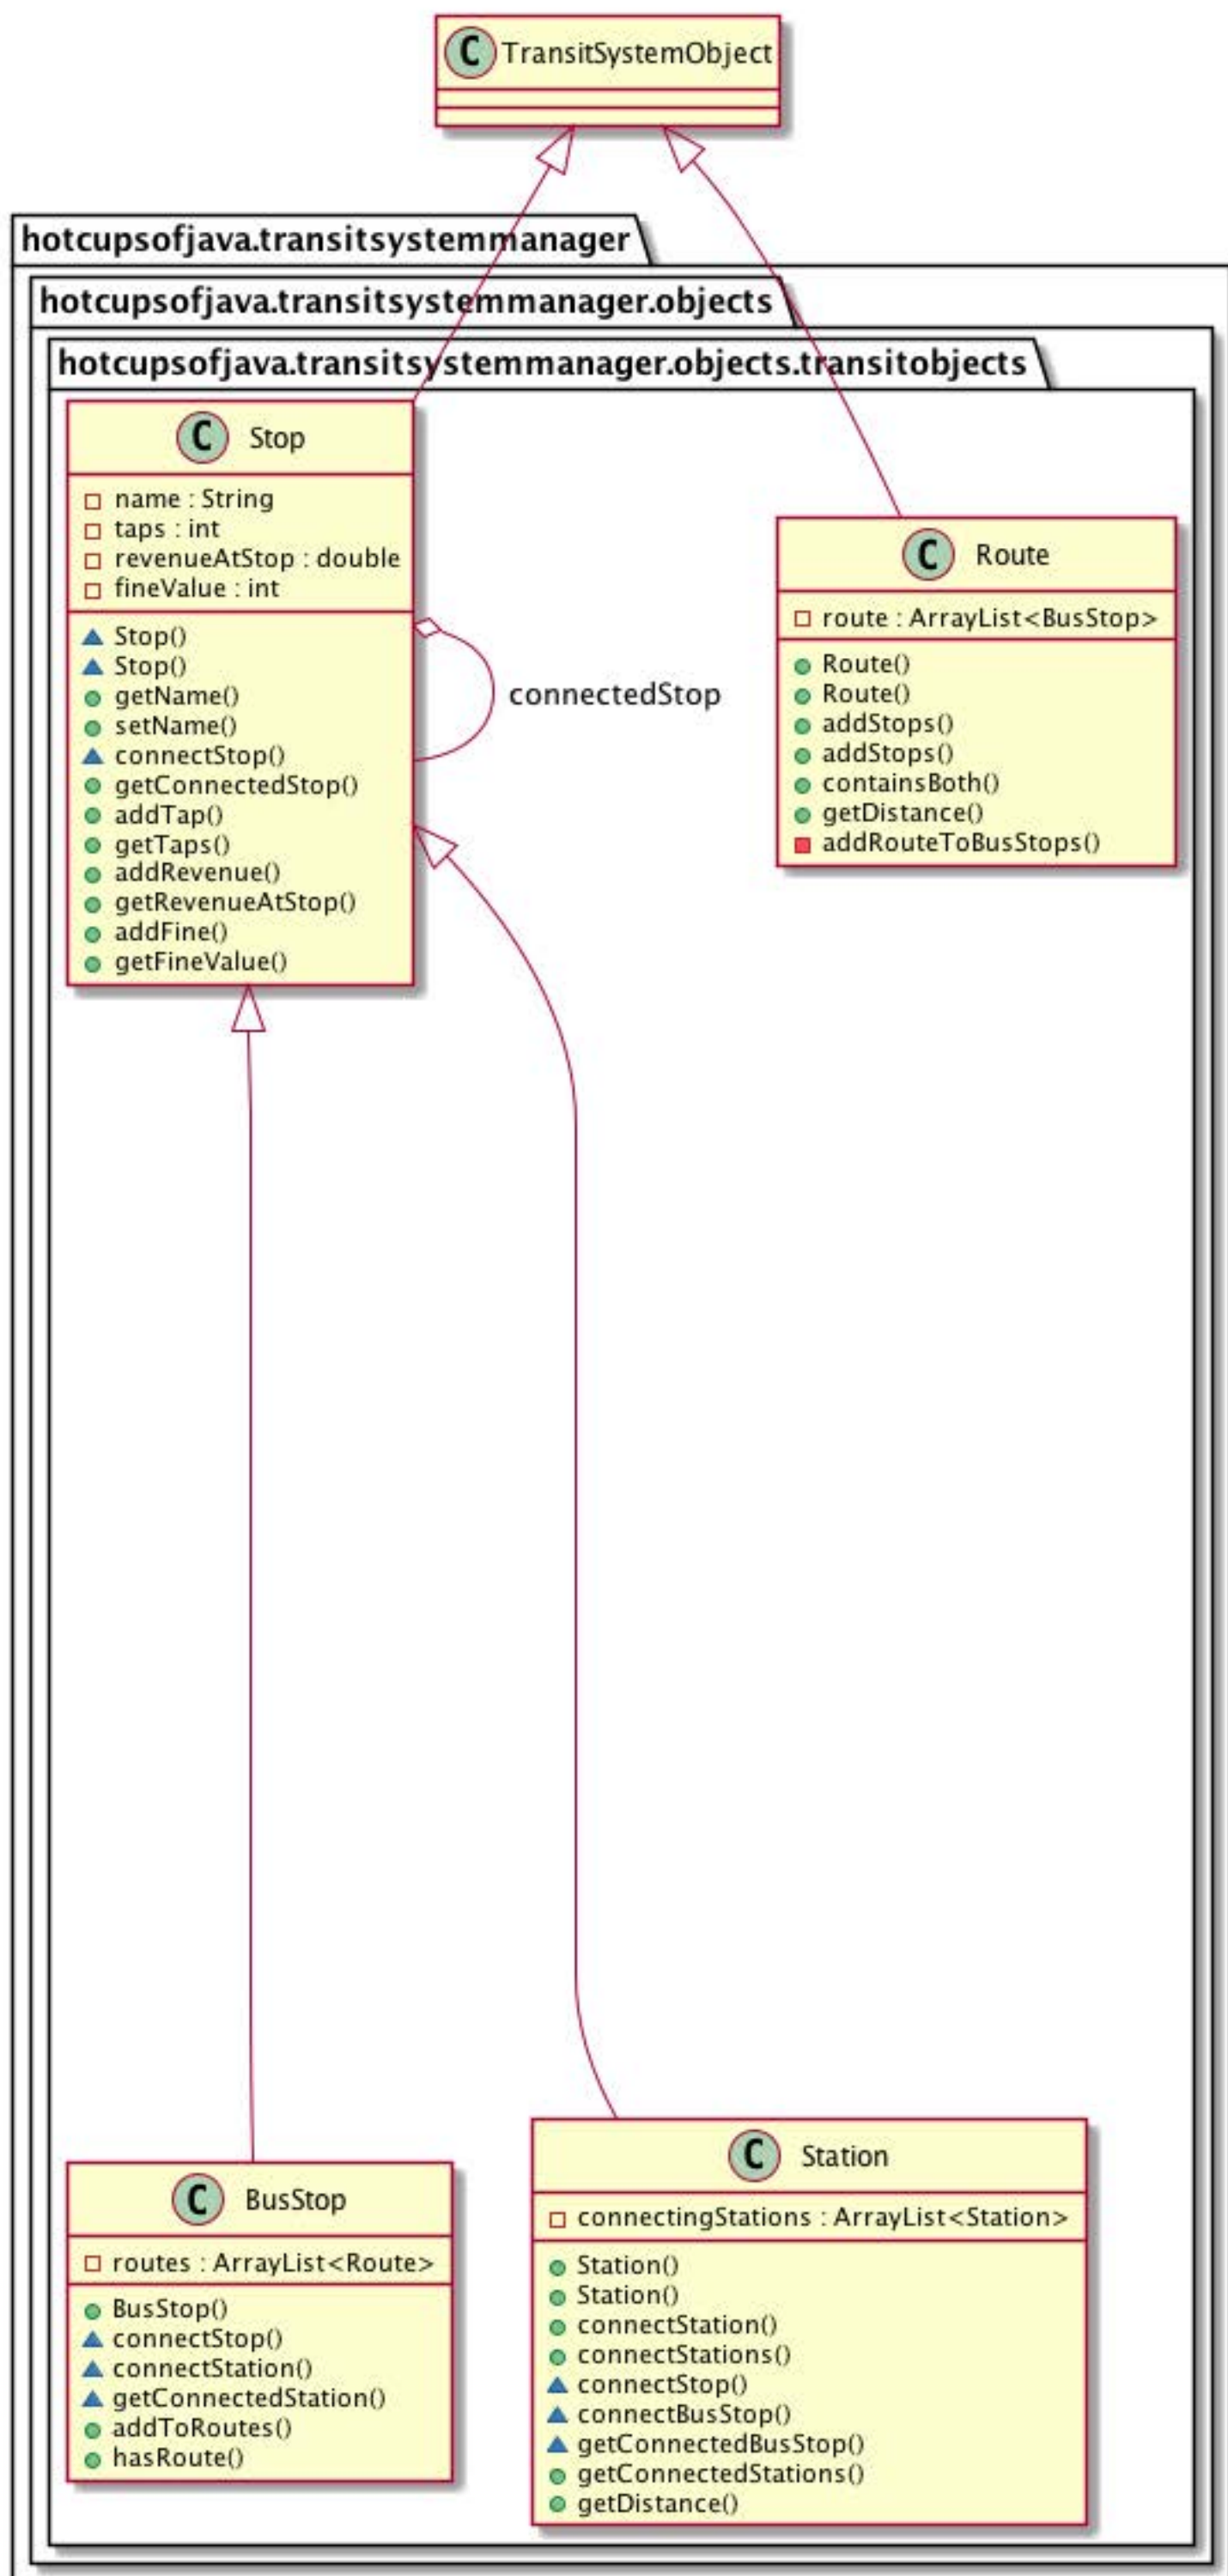 C TransitSystemObject
hotcupsofjava.transitsystemmanager
hotcupsofjava.transitsystemmanager.objects
hotcupsofjava.transitsystemmanager.objects.transitobjects
C Stop
name : String
taps : int
revenueAtStop : double
fineValue : int
Stop()
Stop()
getName()
setName()
connectStop()
getConnectedStop()
addTap()
getTaps()
addRevenue()
getRevenueAtStop()
addFine()
getFineValue()
connectedStop
C Route
route : ArrayList<BusStop>
Route()
Route()
addStops()
addStops()
containsBoth()
getDistance()
addRouteToBusStops()
C BusStop
routes : ArrayList<Route>
BusStop()
connectStop()
connectStation()
getConnectedStation()
addToRoutes()
hasRoute()
C Station
connectingStations : ArrayList<Station>
Station()
Station()
connectStation()
connectStations()
connectStop()
connectBusStop()
getConnectedBusStop()
getConnectedStations()
getDistance()